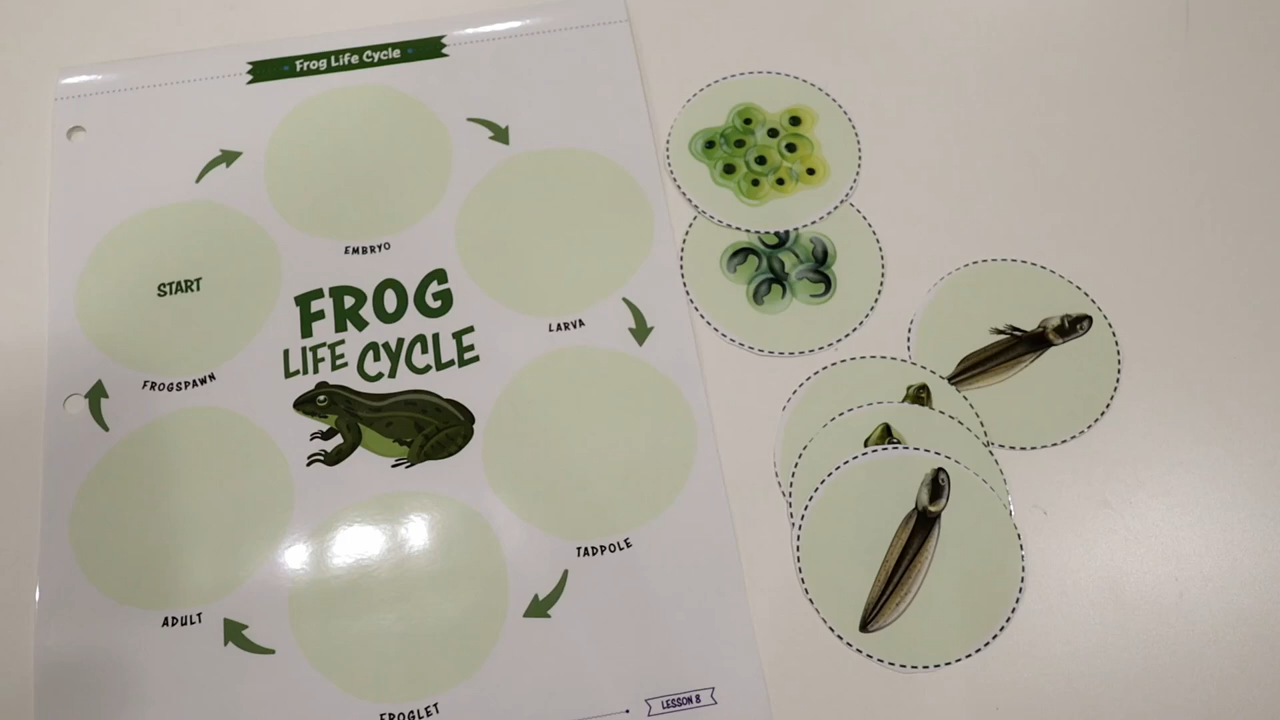 Frog Life Cycle
EMBRYO
START
FROG
LIFE CYCLE
LARVA
FROGSPAWN
TADPOLE
ADULT
FROGLET
LESSON 8